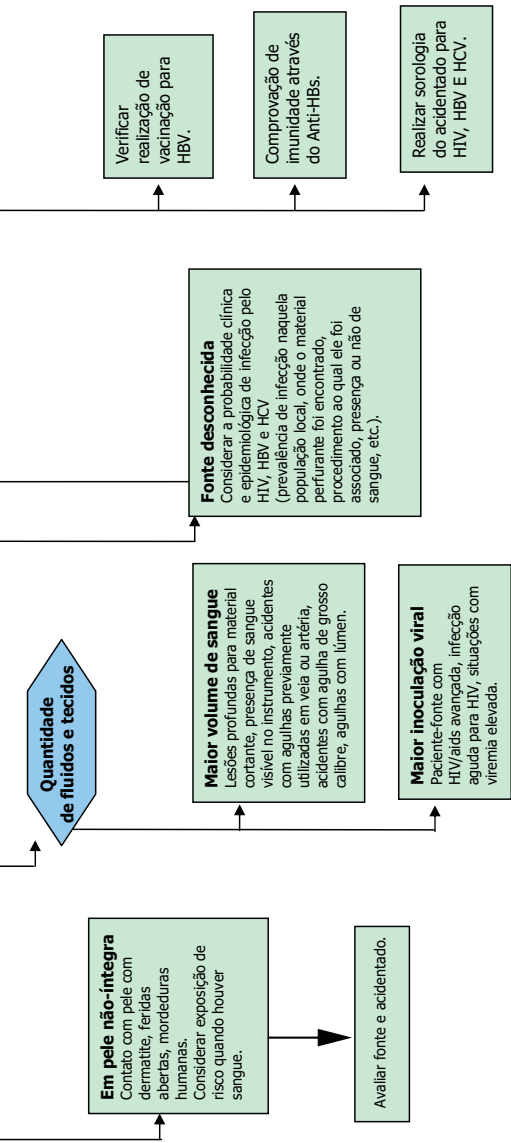 Em pele não-íntegra
Contato com pele com
dermatite, feridas
abertas, mordeduras
humanas.
Considerar exposição de
risco quando houver
sangue.
Avaliar fonte e acidentado.
Quantidade
de fluidos e tecidos
Maior volume de sangue
Lesões profundas para material
cortante, presença de sangue
visível no instrumento, acidentes
com agulhas previamente
utilizadas em veia ou artéria,
acidentes com agulha de grosso
calibre, agulhas com lúmen.
Maior inoculação viral
Paciente-fonte com
HIV/aids avançada, infecção
aguda para HIV, situações com
viremia elevada.
Fonte desconhecida
Considerar a probabilidade clínica
e epidemiológica de infecção pelo
HIV, HBV e HCV
(prevalência de infecção naquela
população local, onde o material
perfurante foi encontrado,
procedimento ao qual ele foi
associado, presença ou não de
sangue, etc.).
Verificar
realização de
vacinação para
HBV.
Comprovação de
imunidade através
do Anti-HBs.
Realizar sorologia
do acidentado para
HIV, HBV E HCV.